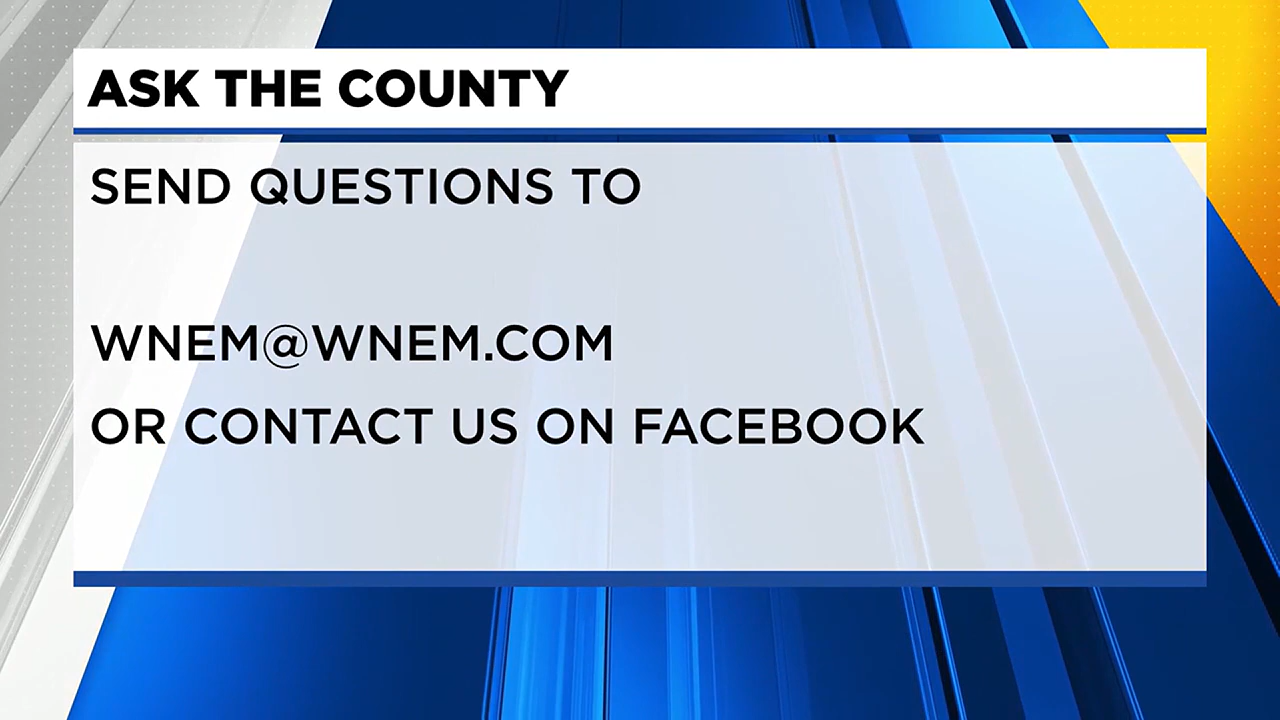 ASK THE COUNTY
SEND QUESTIONS TO
WNEM@WNEM.COM
OR CONTACT US ON FACEBOOK